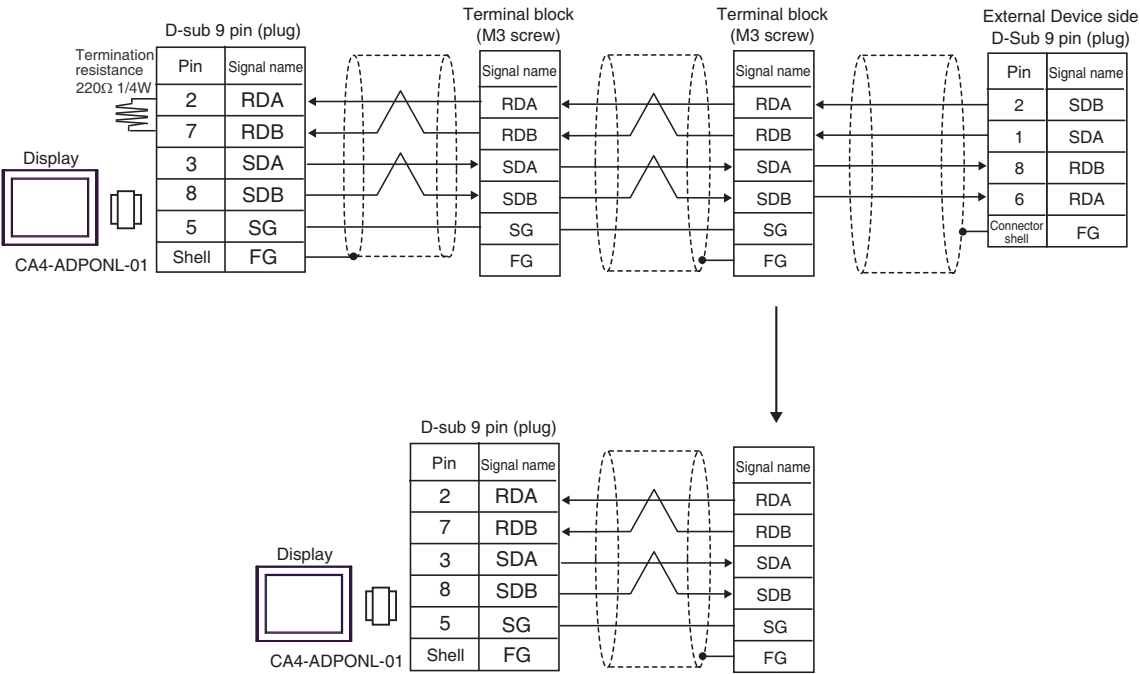 Terminal block
(M3 screw)
Terminal block
(M3 screw)
External Device side
D-Sub 9 pin (plug)
D-sub 9 pin (plug)
Termination
resistance
220Ω 1/4W
Pin Signal name
2 RDA
7 RDB
3 SDA
8 SDB
5 SG
Shell FG
Display
CA4-ADPONL-01
Signal name
RDA
RDB
SDA
SDB
SG
FG
Signal name
RDA
RDB
SDA
SDB
SG
FG
Pin Signal name
2 SDB
1 SDA
8 RDB
6 RDA
Connector
shell
FG
D-sub 9 pin (plug)
Pin Signal name
2 RDA
7 RDB
3 SDA
8 SDB
5 SG
Shell FG
Display
CA4-ADPONL-01
Signal name
RDA
RDB
SDA
SDB
SG
FG